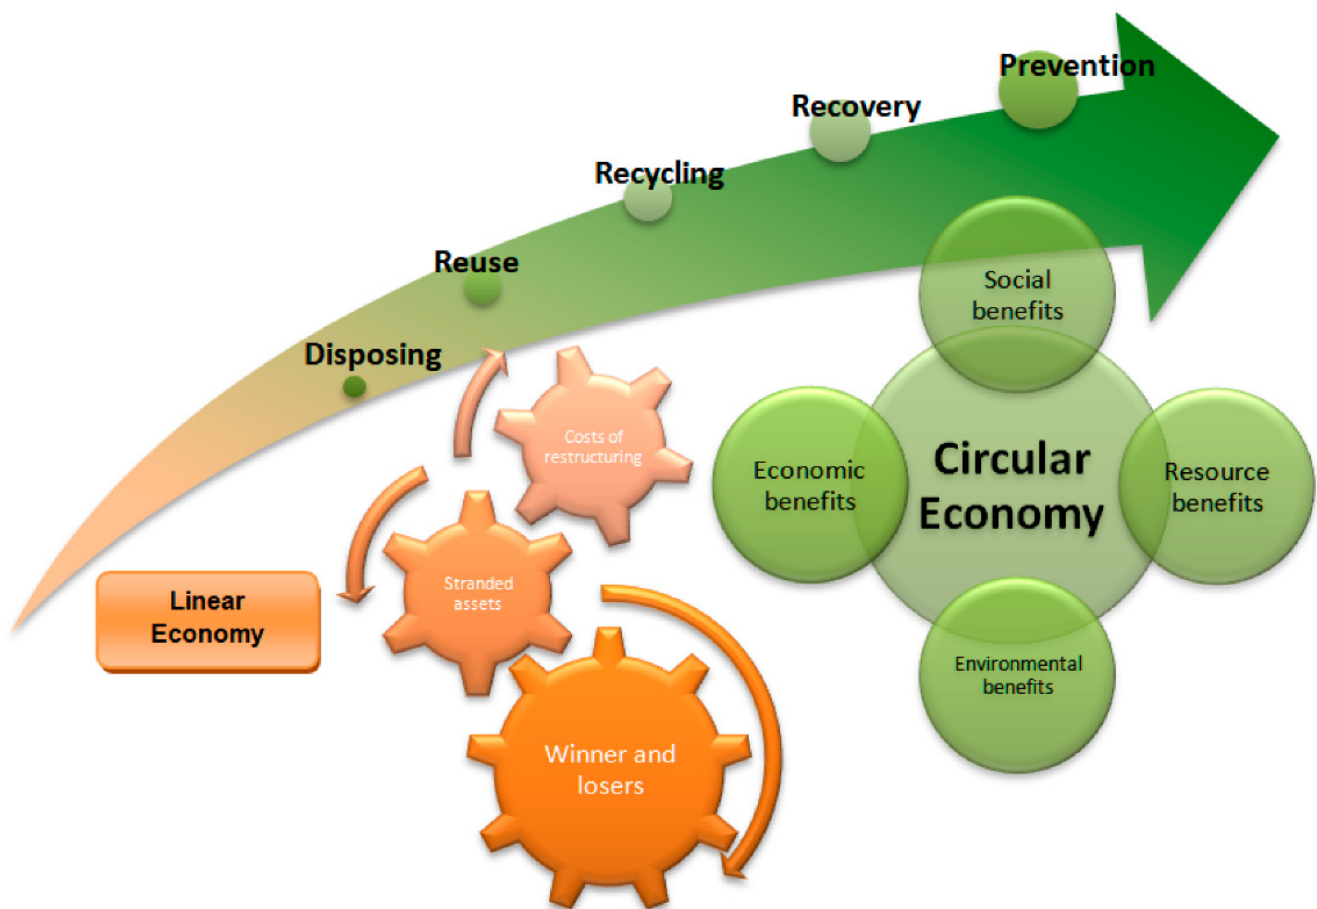 Prevention
Recovery
Recycling
Reuse
Disposing
Social
benefits
Costs of
restructuring
Economic
benefits
Circular
Economy
Resource
benefits
Stranded
assets
Linear
Economy
Environmental
benefits
Winner and
losers